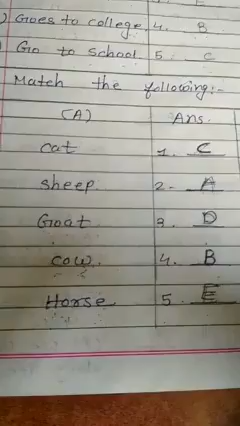 ) Goes to college. 4. B
) Go to School 5. C
Match the following:-
(A) Ans.
cat 1. C
sheep. 2. A
Goat. 3. D
cow. 4. B
Horse 5. E